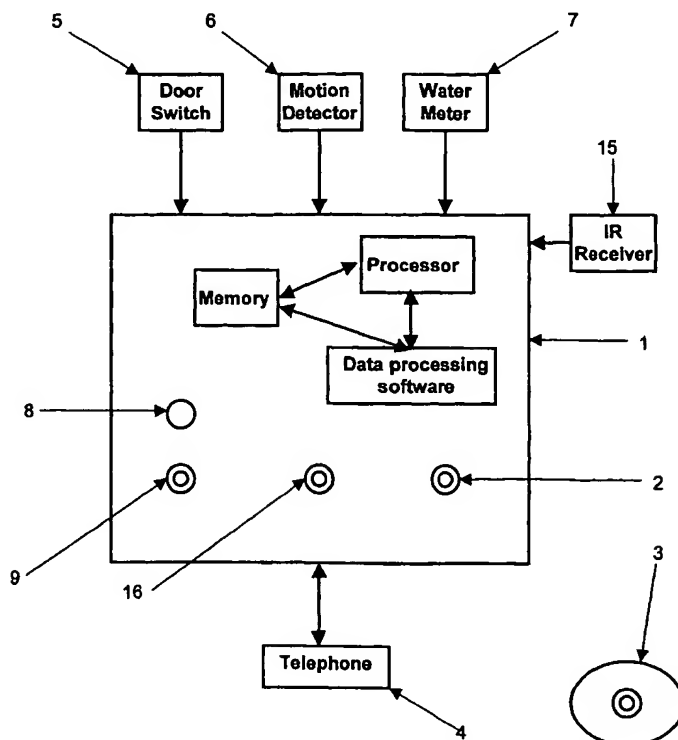 5
6
7
Door
Switch
Motion
Detector
Water
Meter
15
IR
Receiver
Processor
Memory
1
Data processing
software
8
2
9
16
3
Telephone
4